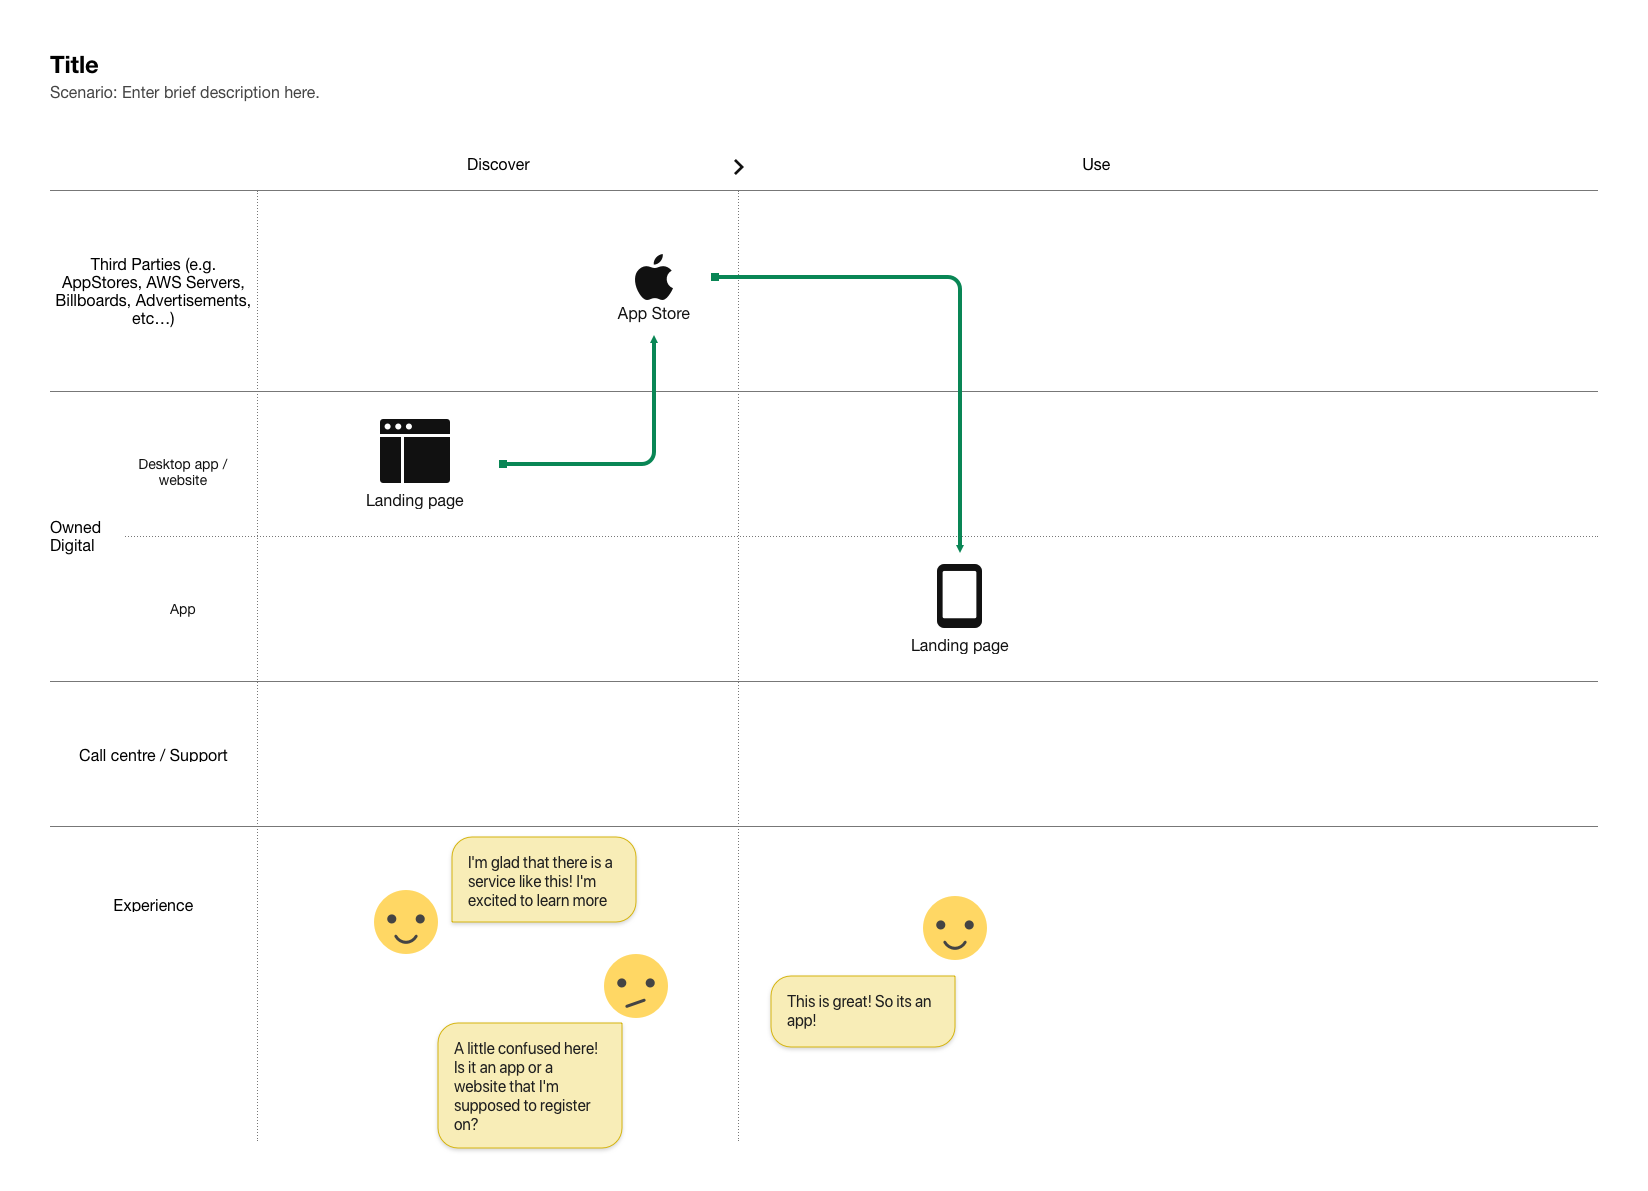 Title
Scenario: Enter brief description here.
Discover
Use
Third Parties (e.g.
AppStores, AWS Servers,
Billboards, Advertisements,
etc…)
App Store
Desktop app /
website
Landing page
Owned
Digital
App
Landing page
Call centre / Support
Experience
I'm glad that there is a
service like this! I'm
excited to learn more
A little confused here!
Is it an app or a
website that I'm
supposed to register
on?
This is great! So its an
app!